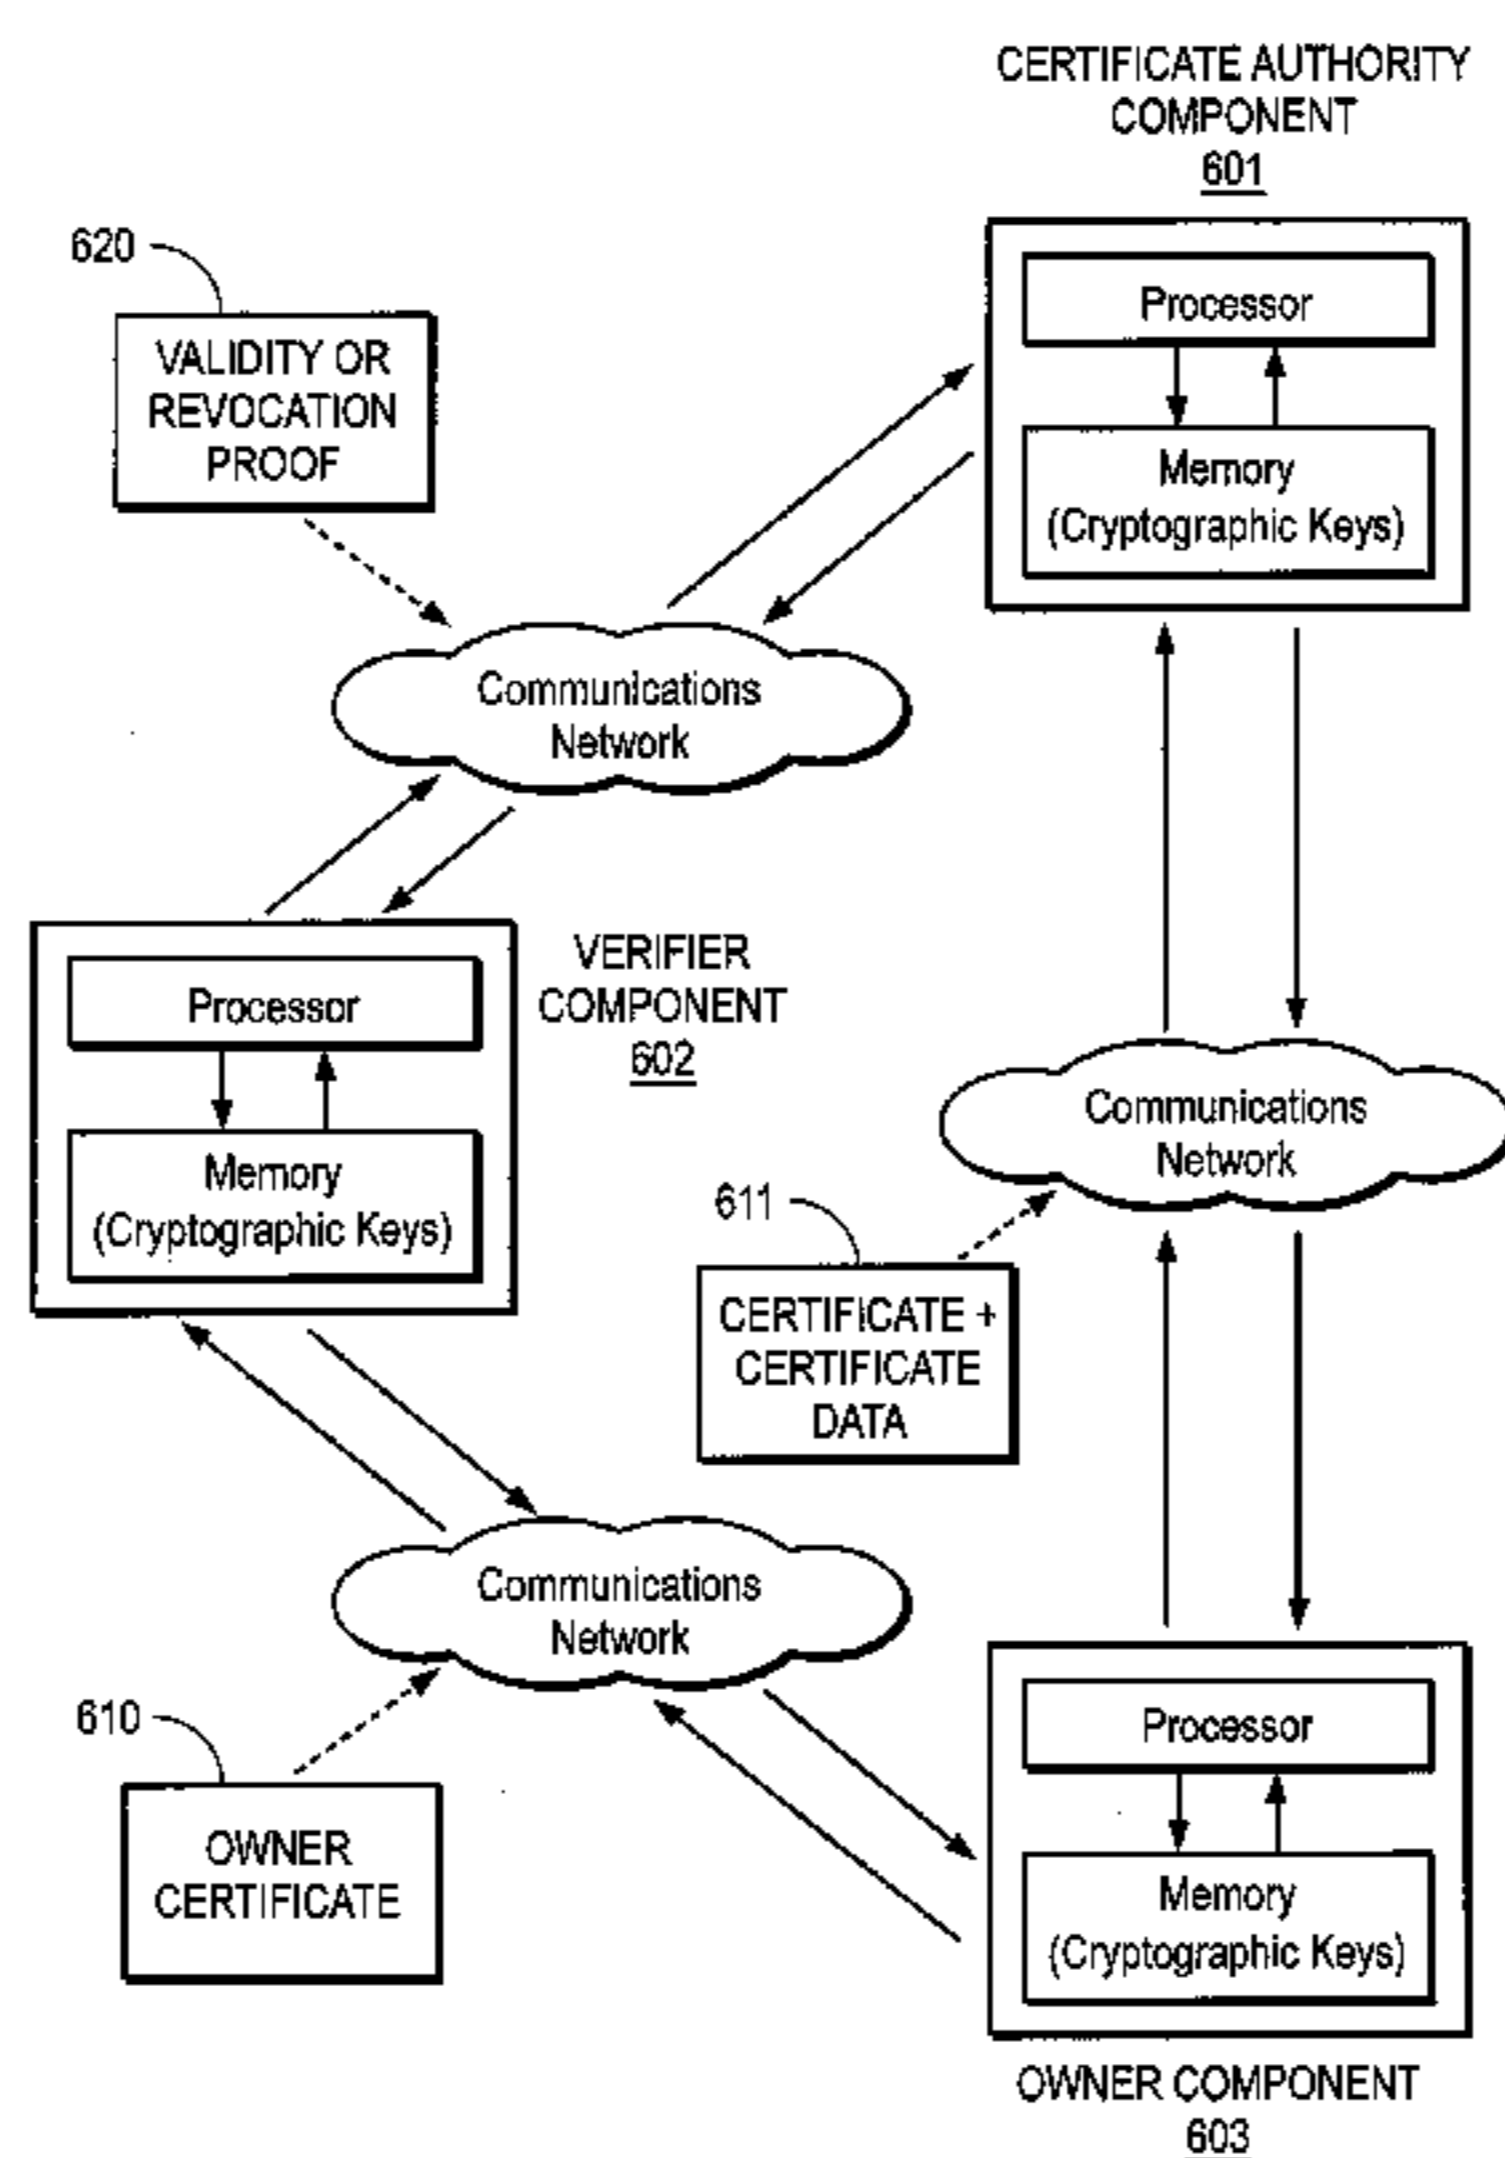 CERTIFICATE AUTHORITY
COMPONENT
601
Processor
Memory
(Cryptographic Keys)
620
VALIDITY OR
REVOCATION
PROOF
Communications
Network
VERIFIER
COMPONENT
602
Processor
Memory
(Cryptographic Keys)
Communications
Network
611
CERTIFICATE +
CERTIFICATE
DATA
Communications
Network
610
OWNER
CERTIFICATE
Processor
Memory
(Cryptographic Keys)
OWNER COMPONENT
603